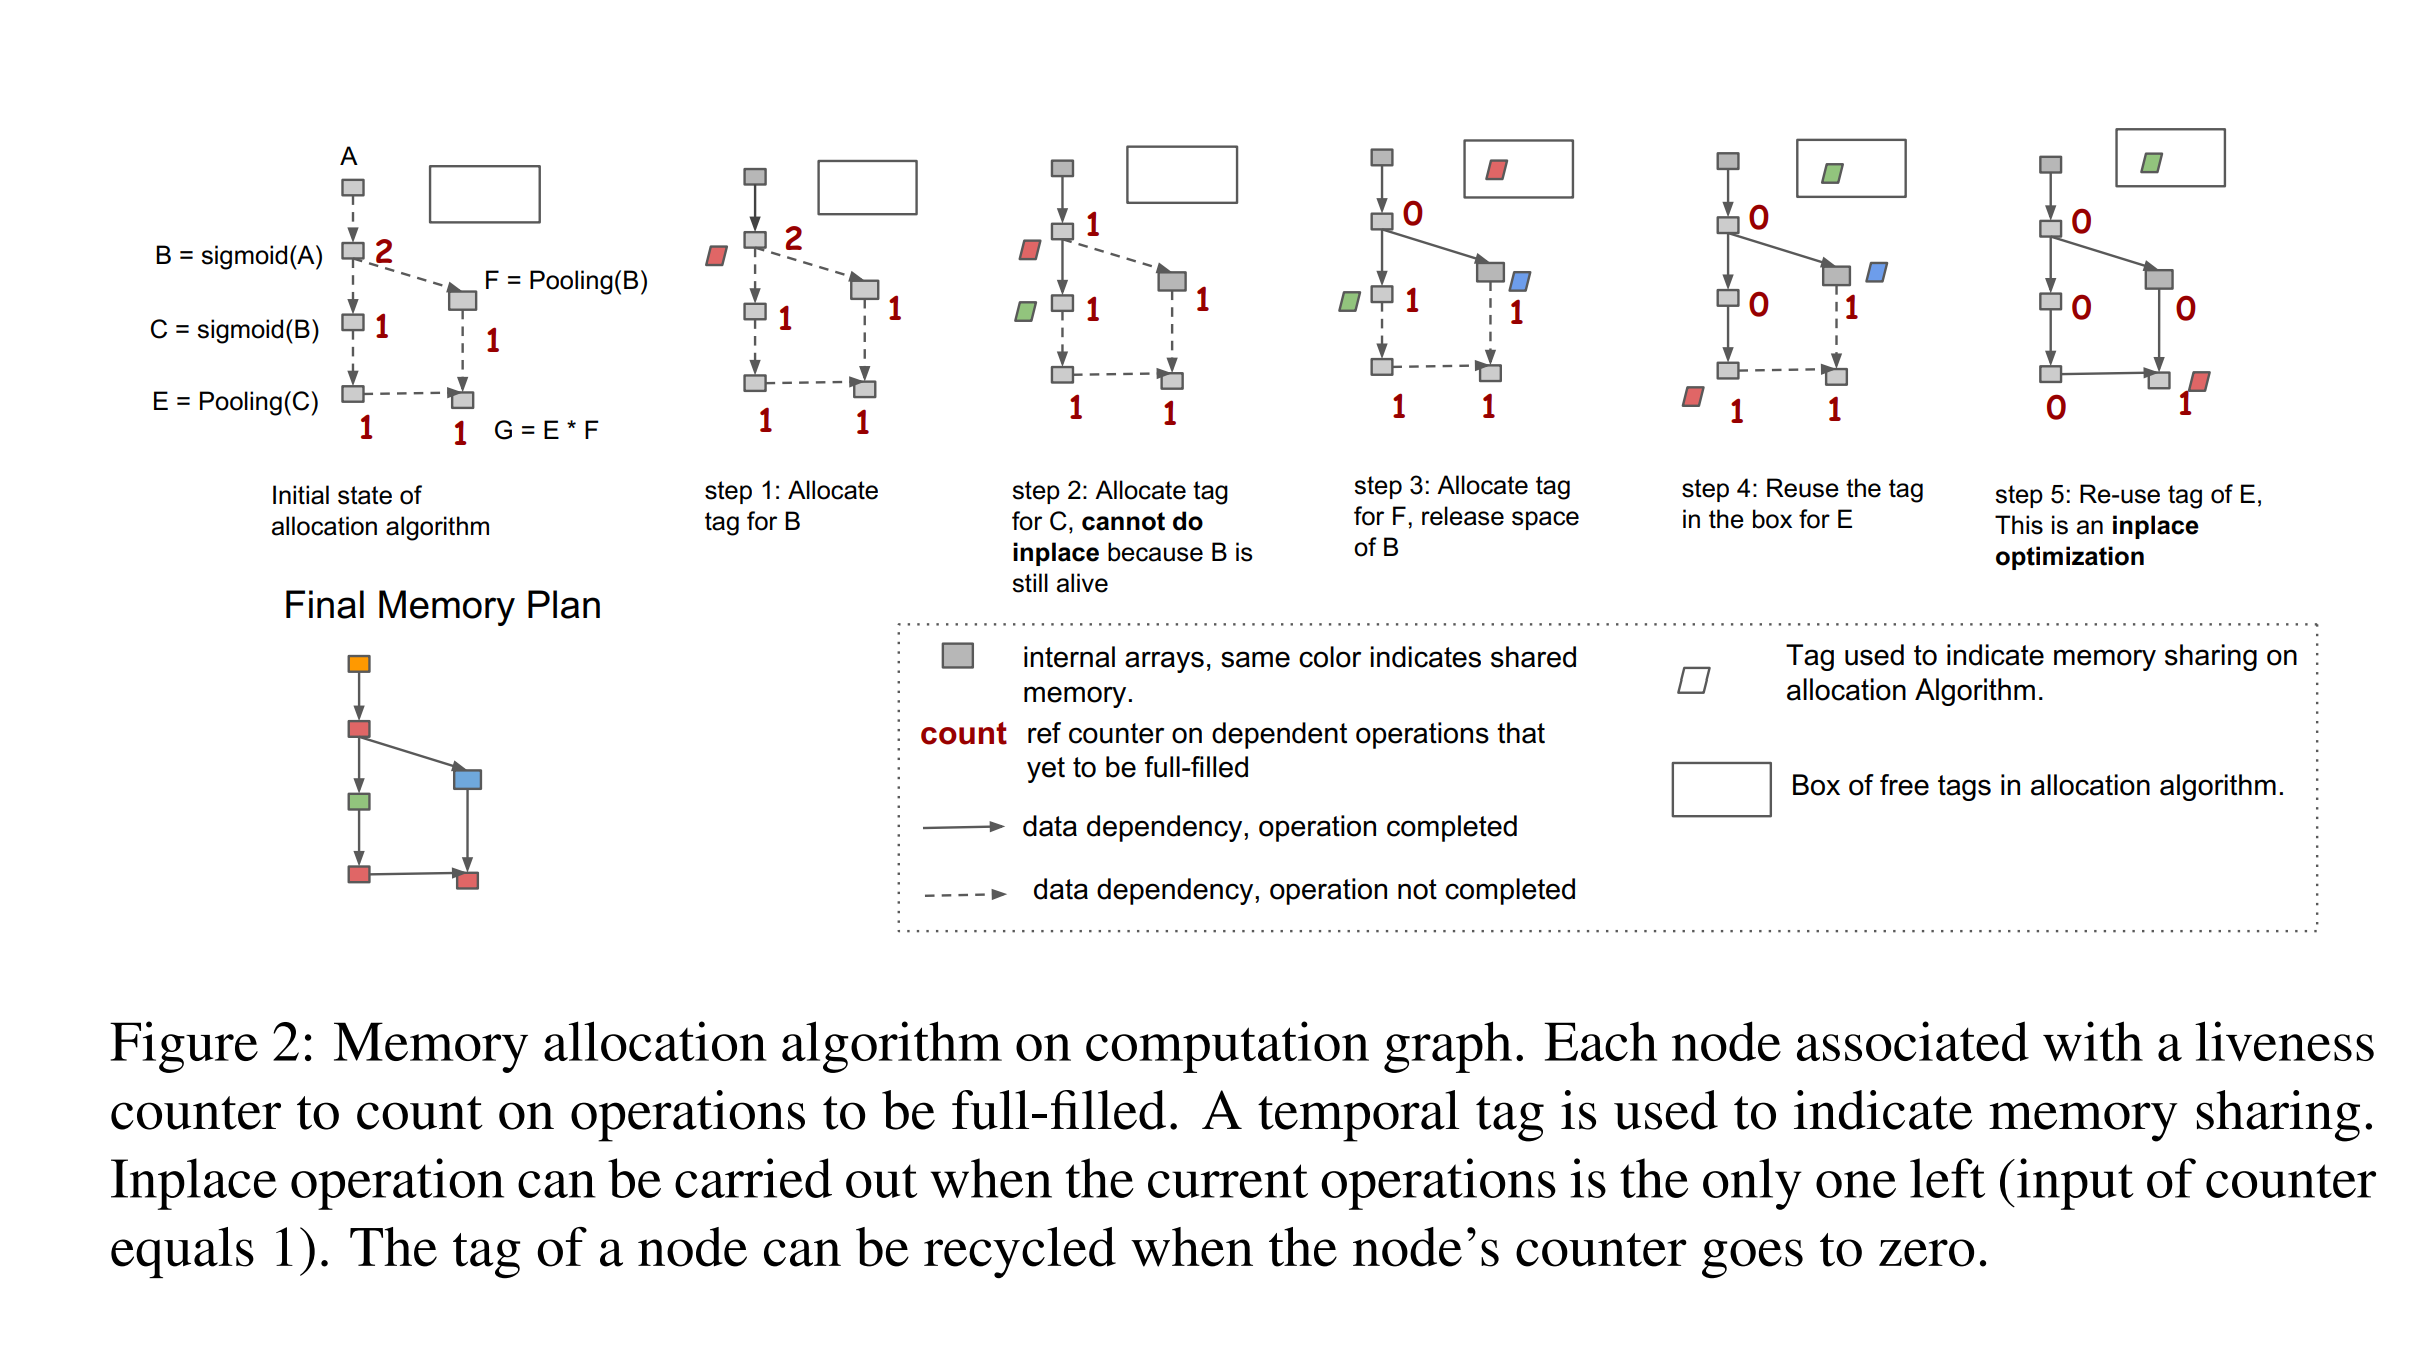 A
B = sigmoid(A)
2
F = Pooling(B)
C = sigmoid(B)
1
1
E = Pooling(C)
1
1
G = E * F
Initial state of
allocation algorithm
2
1
1
1
1
step 1: Allocate
tag for B
1
1
1
1
1
step 2: Allocate tag
for C, cannot do
inplace because B is
still alive
0
1
1
1
1
step 3: Allocate tag
for F, release space
of B
0
0
1
1
1
step 4: Reuse the tag
in the box for E
0
0
0
0
1
step 5: Re-use tag of E,
This is an inplace
optimization
Final Memory Plan
internal arrays, same color indicates shared
memory.
count ref counter on dependent operations that
yet to be full-filled
data dependency, operation completed
data dependency, operation not completed
Tag used to indicate memory sharing on
allocation Algorithm.
Box of free tags in allocation algorithm.
Figure 2: Memory allocation algorithm on computation graph. Each node associated with a liveness
counter to count on operations to be full-filled. A temporal tag is used to indicate memory sharing.
Inplace operation can be carried out when the current operations is the only one left (input of counter
equals 1). The tag of a node can be recycled when the node's counter goes to zero.